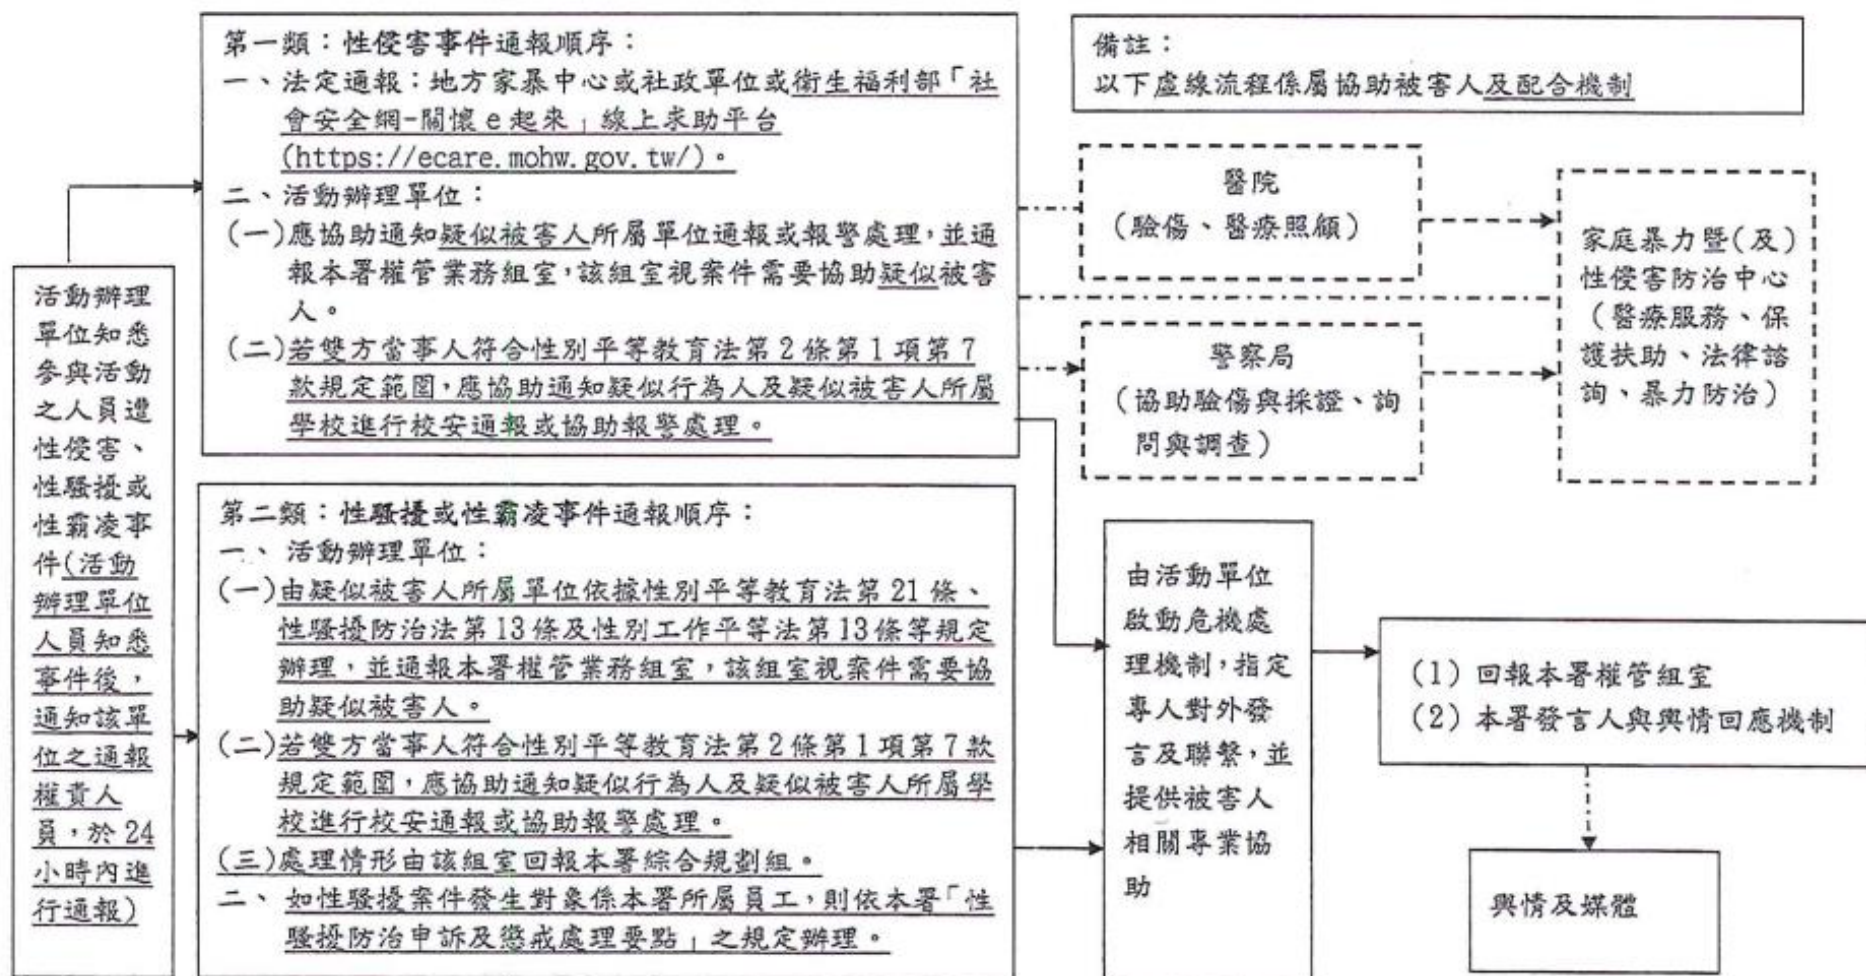 活動辦理
單位知悉
參與活動
之人員遭
性侵害、
性騷擾或
性霸凌事
件(活動
辦理單位
人員知悉
事件後，
通知該單
位之通報
權責人
員，於24
小時內進
行通報)
第一類：性侵害事件通報順序：
一、法定通報：地方家暴中心或社政單位或衛生福利部「社
會安全網-關懷e起來」線上求助平台
(https://ecare.mohw.gov.tw/)。
二、活動辦理單位：
(一)應協助通知疑似被害人所屬單位通報或報警處理，並通
報本署權管業務組室，該組室視案件需要協助疑似被害
人。
(二)若雙方當事人符合性別平等教育法第2條第1項第7
款規定範圍，應協助通知疑似行為人及疑似被害人所屬
學校進行校安通報或協助報警處理。
第二類：性騷擾或性霸凌事件通報順序：
一、活動辦理單位：
(一)由疑似被害人所屬單位依據性別平等教育法第21條、
性騷擾防治法第13條及性別工作平等法第13條等規定
辦理，並通報本署權管業務組室，該組室視案件需要協
助疑似被害人。
(二)若雙方當事人符合性別平等教育法第2條第1項第7款
規定範圍，應協助通知疑似行為人及疑似被害人所屬學
校進行校安通報或協助報警處理。
(三)處理情形由該組室回報本署綜合規劃組。
二、如性騷擾案件發生對象係本署所屬員工，則依本署「性
騷擾防治申訴及懲戒處理要點」之規定辦理。
備註：
以下虛線流程係屬協助被害人及配合機制
醫院
(驗傷、醫療照顧)
警察局
(協助驗傷與採證、詢
問與調查)
家庭暴力暨(及)
性侵害防治中心
(醫療服務、保
護扶助、法律諮
詢、暴力防治)
由活動單位
啟動危機處
理機制，指定
專人對外發
言及聯繫，並
提供被害人
相關專業協
助
(1) 回報本署權管組室
(2) 本署發言人與輿情回應機制
輿情及媒體